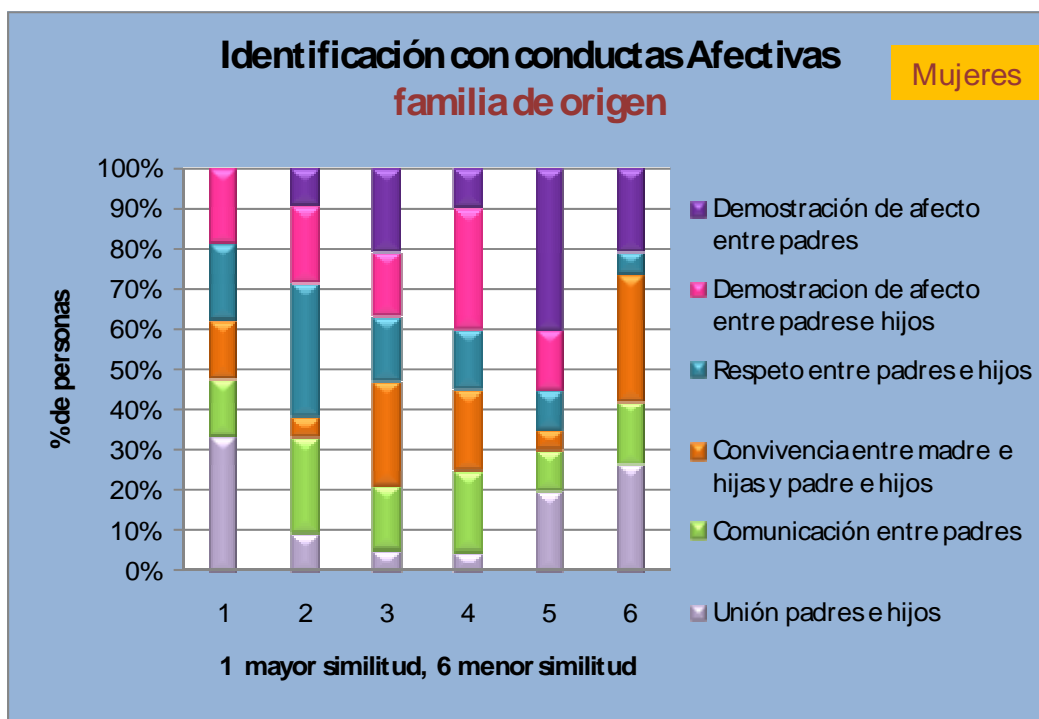 Identificación con conductas Afectivas
familia de origen
Mujeres
100%
90%
80%
70%
60%
50%
40%
30%
20%
10%
0%
% de personas
1 2 3 4 5 6
1 mayor similitud, 6 menor similitud
Demostración de afecto
entre padres
Demostracion de afecto
entre padres e hijos
Respeto entre padres e hijos
Convivencia entre madre e
hijas y padre e hijos
Comunicación entre padres
Unión padres e hijos